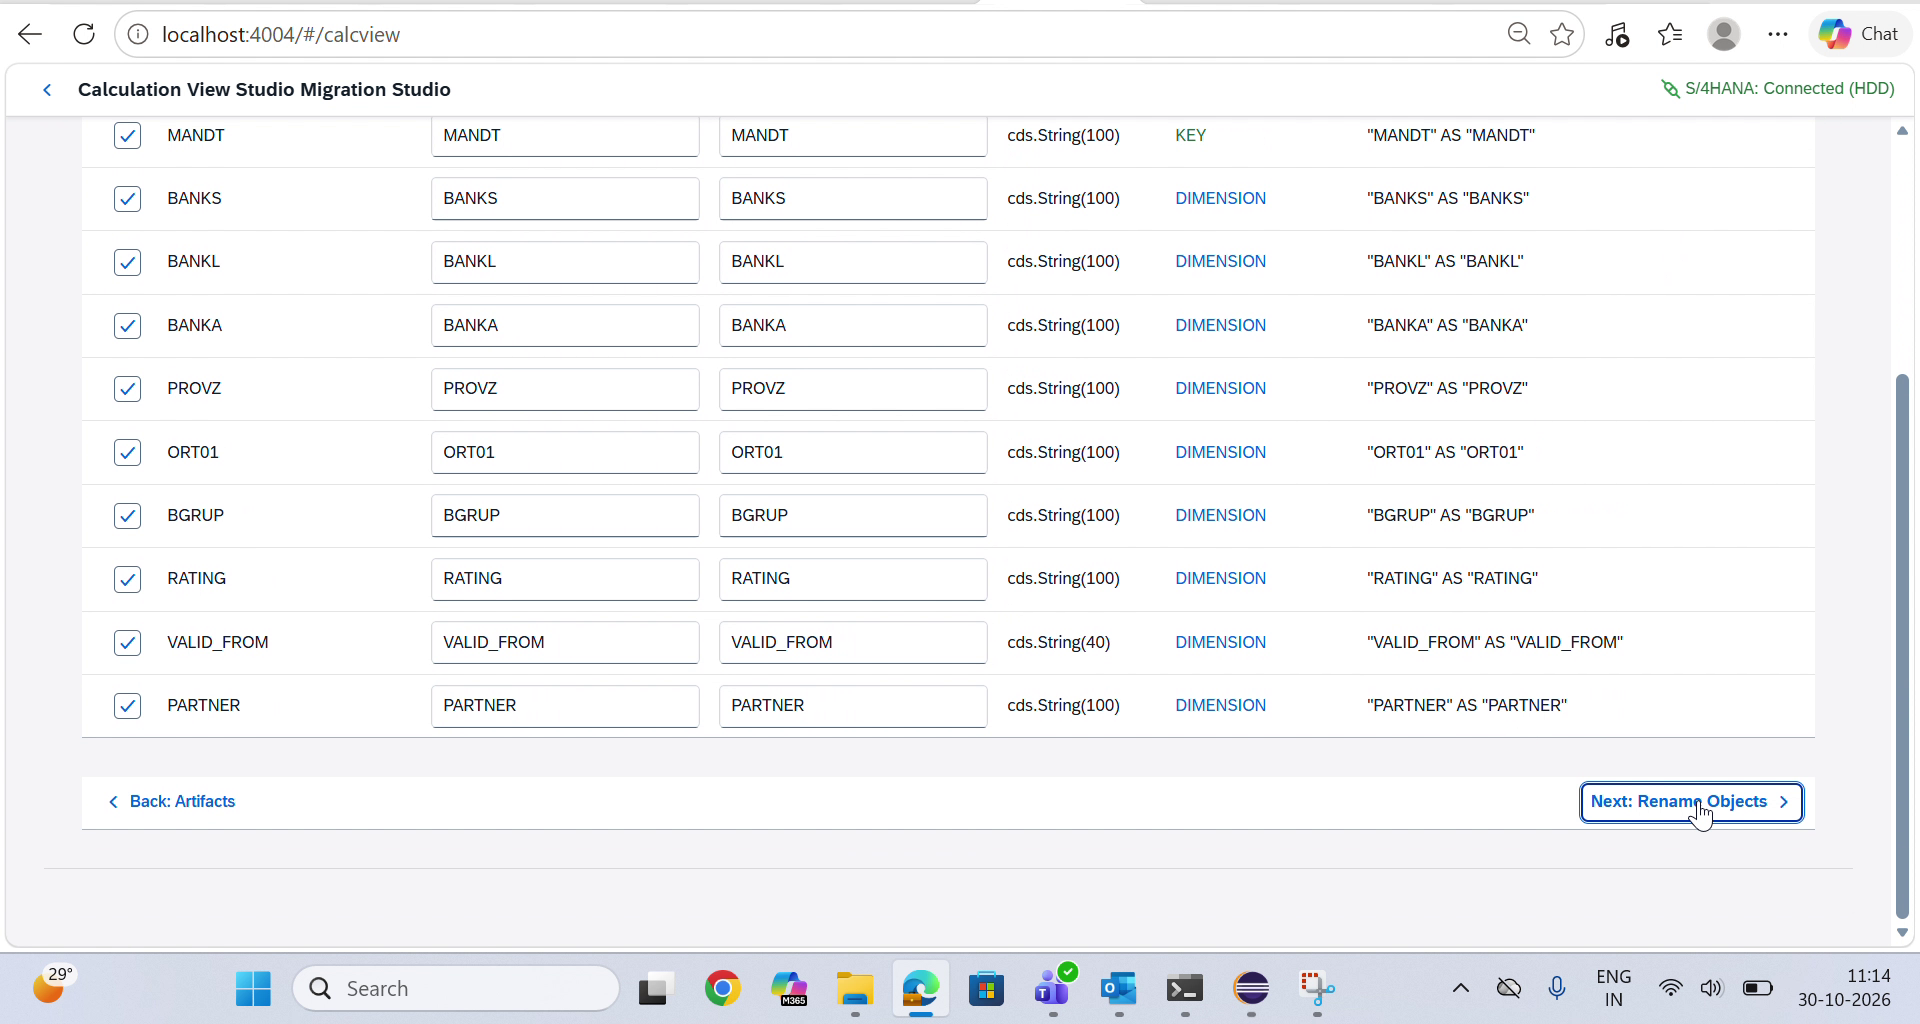 localhost:4004/#/calcview
Chat
Calculation View Studio Migration Studio
S/4HANA: Connected (HDD)
MANDT MANDT MANDT cds.String(100) KEY "MANDT" AS "MANDT"
BANKS BANKS BANKS cds.String(100) DIMENSION "BANKS" AS "BANKS"
BANKL BANKL BANKL cds.String(100) DIMENSION "BANKL" AS "BANKL"
BANKA BANKA BANKA cds.String(100) DIMENSION "BANKA" AS "BANKA"
PROVZ PROVZ PROVZ cds.String(100) DIMENSION "PROVZ" AS "PROVZ"
ORT01 ORT01 ORT01 cds.String(100) DIMENSION "ORT01" AS "ORT01"
BGRUP BGRUP BGRUP cds.String(100) DIMENSION "BGRUP" AS "BGRUP"
RATING RATING RATING cds.String(100) DIMENSION "RATING" AS "RATING"
VALID_FROM VALID_FROM VALID_FROM cds.String(40) DIMENSION "VALID_FROM" AS "VALID_FROM"
PARTNER PARTNER PARTNER cds.String(100) DIMENSION "PARTNER" AS "PARTNER"
Back: Artifacts
Next: Rename Objects
29°
Search
M365
ENG
IN
11:14
30-10-2026